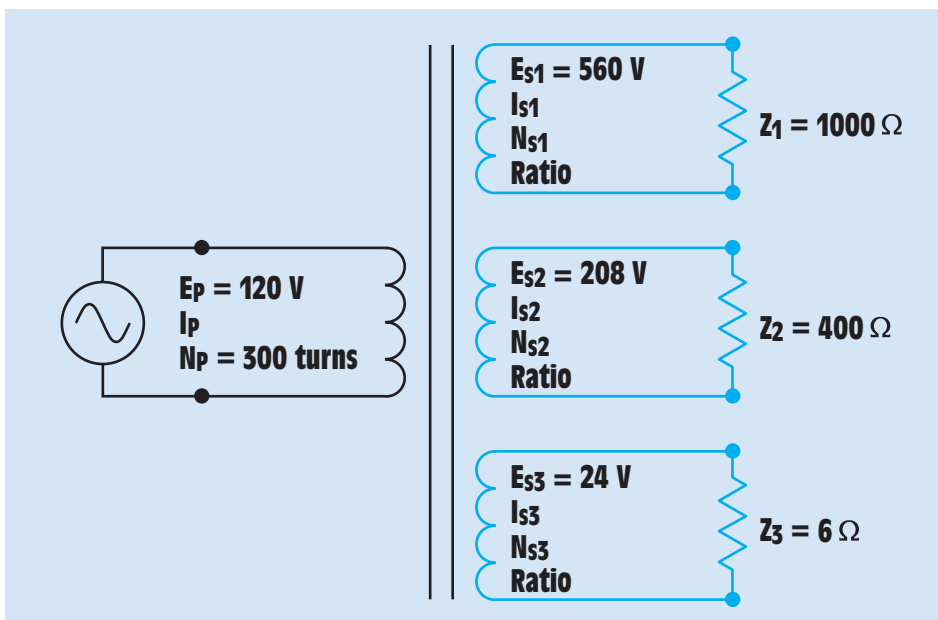 ES1 = 560 V
IS1
NS1
Ratio
Z1 = 1000 Ω
EP = 120 V
IP
NP = 300 turns
ES2 = 208 V
IS2
NS2
Ratio
Z2 = 400 Ω
ES3 = 24 V
IS3
NS3
Ratio
Z3 = 6 Ω